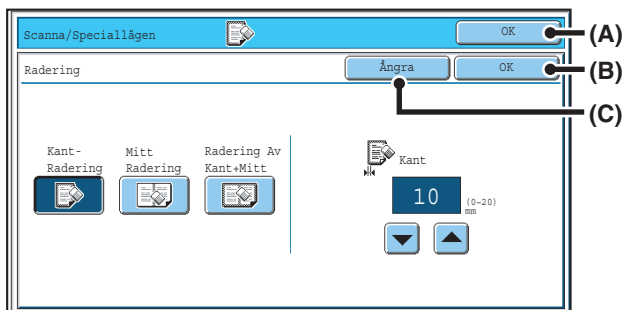 Scanna/Speciallägen OK (A)
Radering Ångra OK (B)
(C)
Kant-
Radering
Mitt
Radering
Radering Av
Kant+Mitt
Kant
10
(0~20)
mm